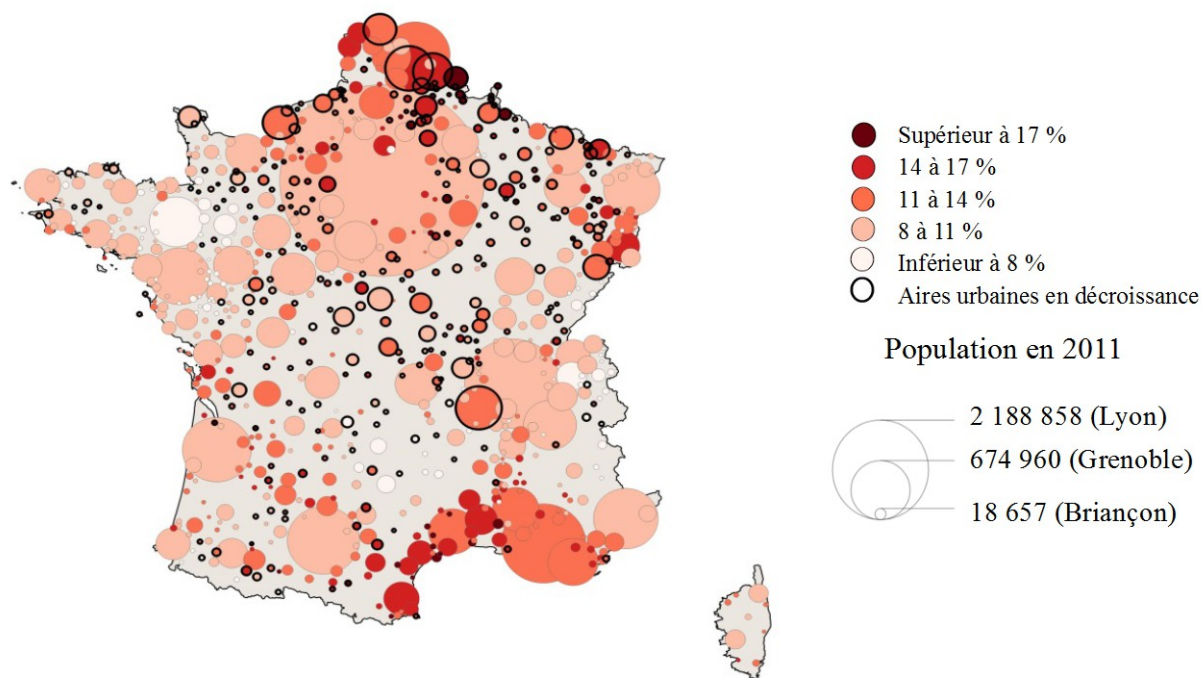 Supérieur à 17 %
14 à 17 %
11 à 14 %
8 à 11 %
Inférieur à 8 %
Aires urbaines en décroissance
Population en 2011
2 188 858 (Lyon)
674 960 (Grenoble)
18 657 (Briançon)